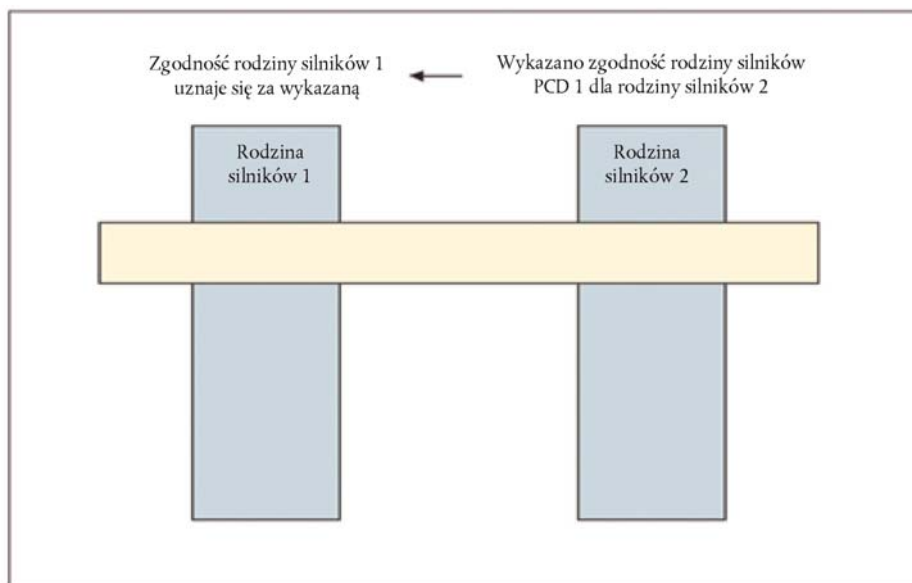 Zgodność rodziny silników 1
uznaje się za wykazaną
Wykazano zgodność rodziny silników
PCD 1 dla rodziny silników 2
Rodzina
silników 1
Rodzina
silników 2